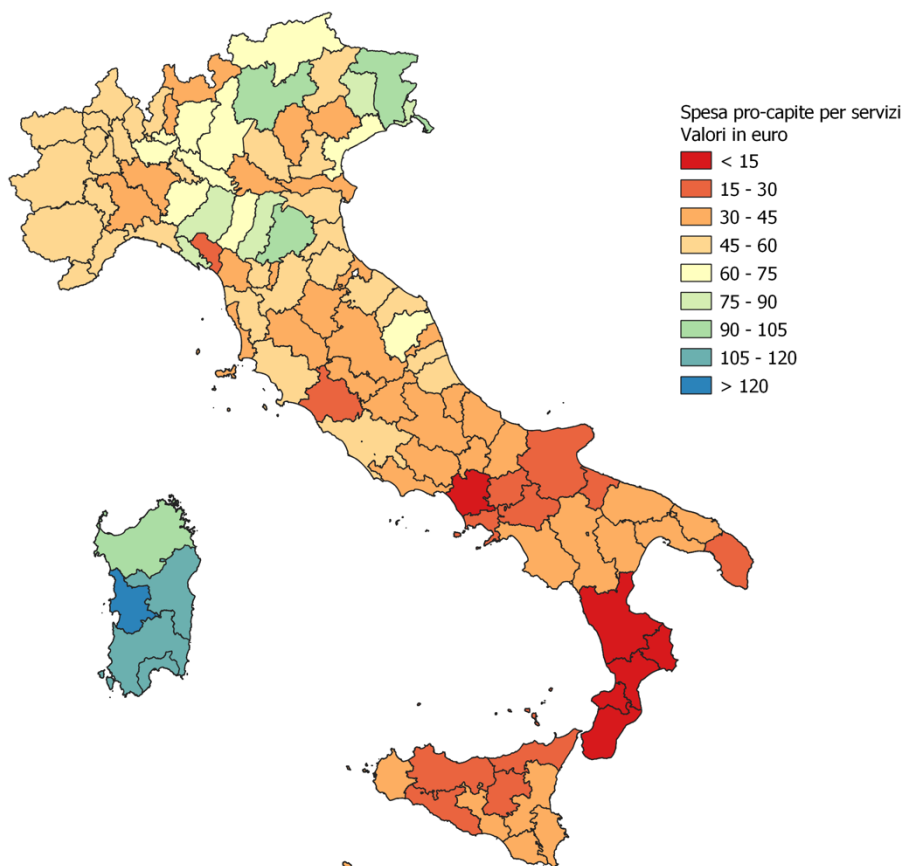 Spesa pro-capite per servizi
Valori in euro
< 15
15 - 30
30 - 45
45 - 60
60 - 75
75 - 90
90 - 105
105 - 120
> 120